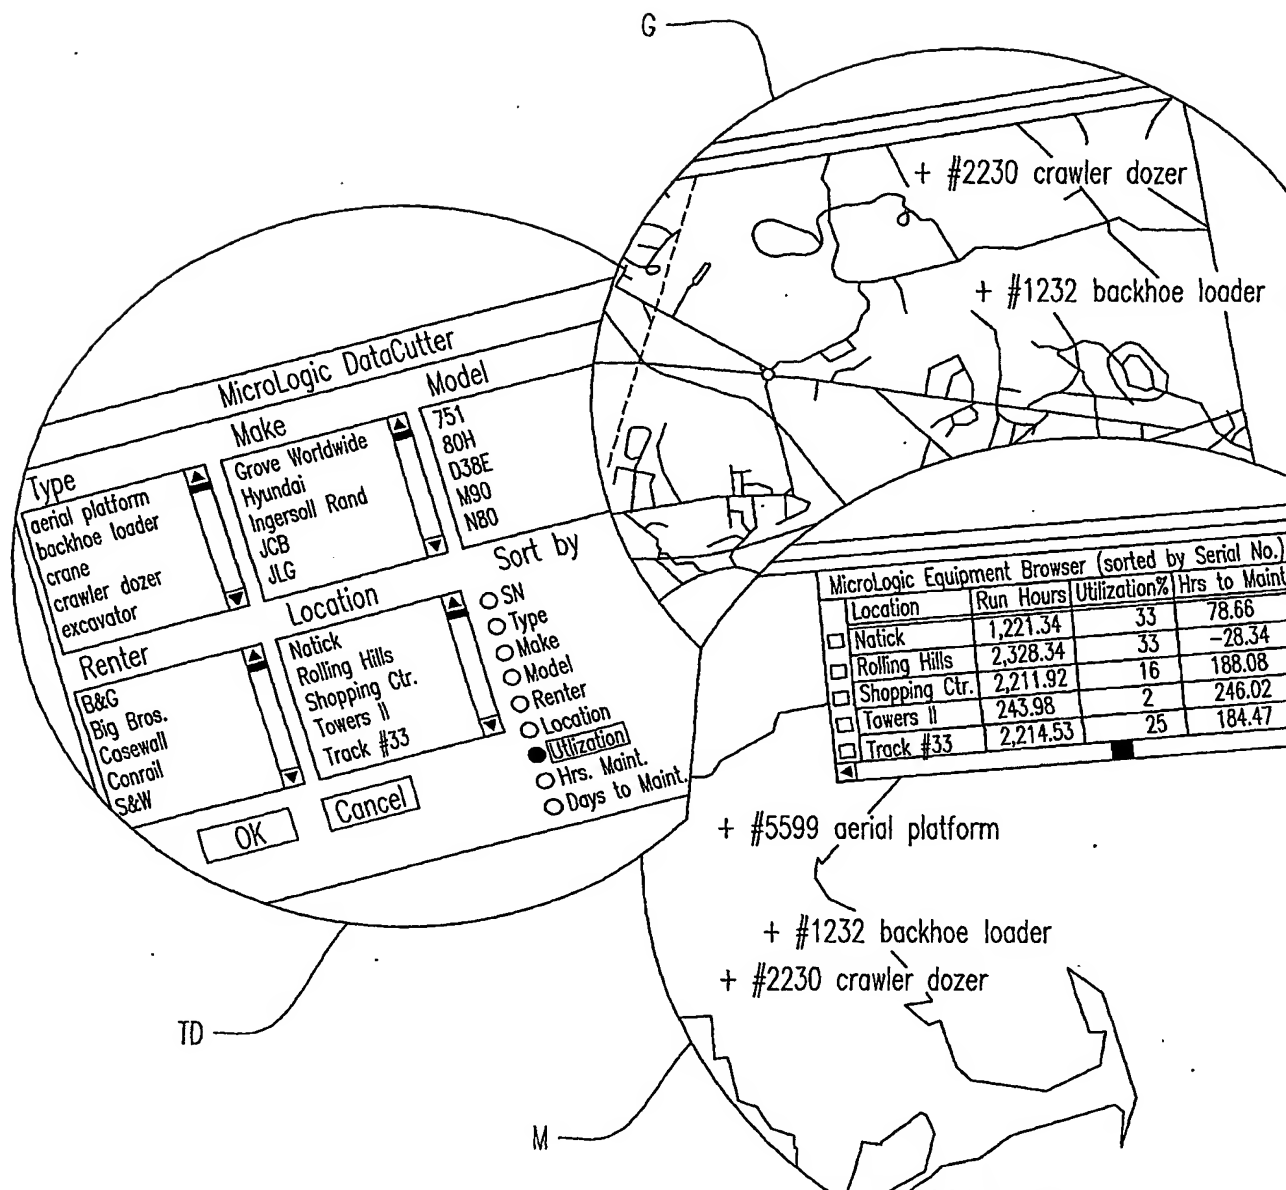 G
+ #2230 crawler dozer
+ #1232 backhoe loader
MicroLogic DataCutter
Type
aerial platform
backhoe loader
crane
crawler dozer
excavator
Make
Grove Worldwide
Hyundai
Ingersoll Rand
JCB
JLG
Model
751
80H
D38E
M90
N80
Renter
B&G
Big Bros.
Casewall
Conrail
S&W
Location
Natick
Rolling Hills
Shopping Ctr.
Towers II
Track #33
Sort by
SN
Type
Make
Model
Renter
Location
Utlization
Hrs. Maint.
Days to Maint.
OK
Cancel
MicroLogic Equipment Browser (sorted by Serial No.)
Location Run Hours Utilization% Hrs to Maint
Natick 1,221.34 33 78.66
Rolling Hills 2,328.34 33 -28.34
Shopping Ctr. 2,211.92 16 188.08
Towers II 243.98 2 246.02
Track #33 2,214.53 25 184.47
+ #5599 aerial platform
+ #1232 backhoe loader
+ #2230 crawler dozer
TD
M